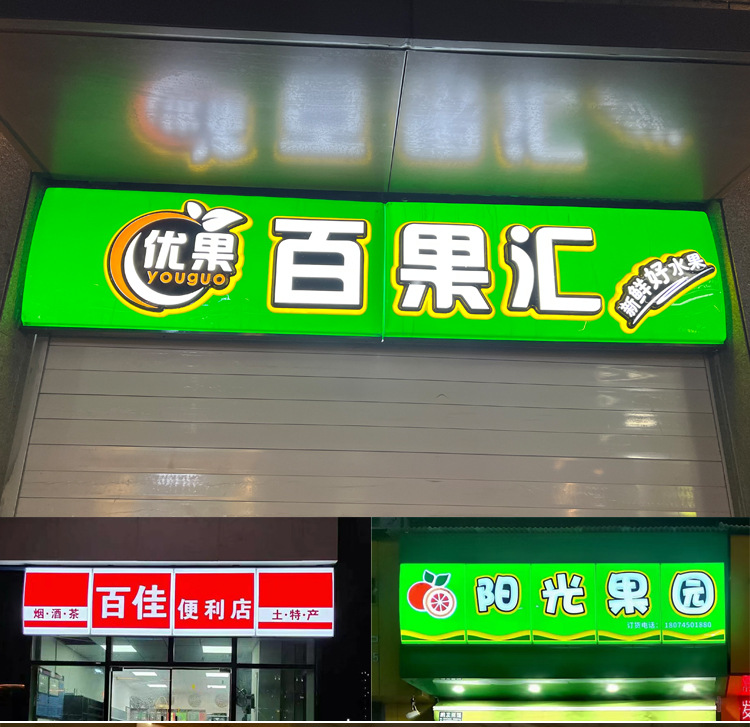 优果
youguo
百果汇
新鲜好水果
烟·酒·茶
百佳
便利店
土·特·产
阳光果园
订货电话：18074501880